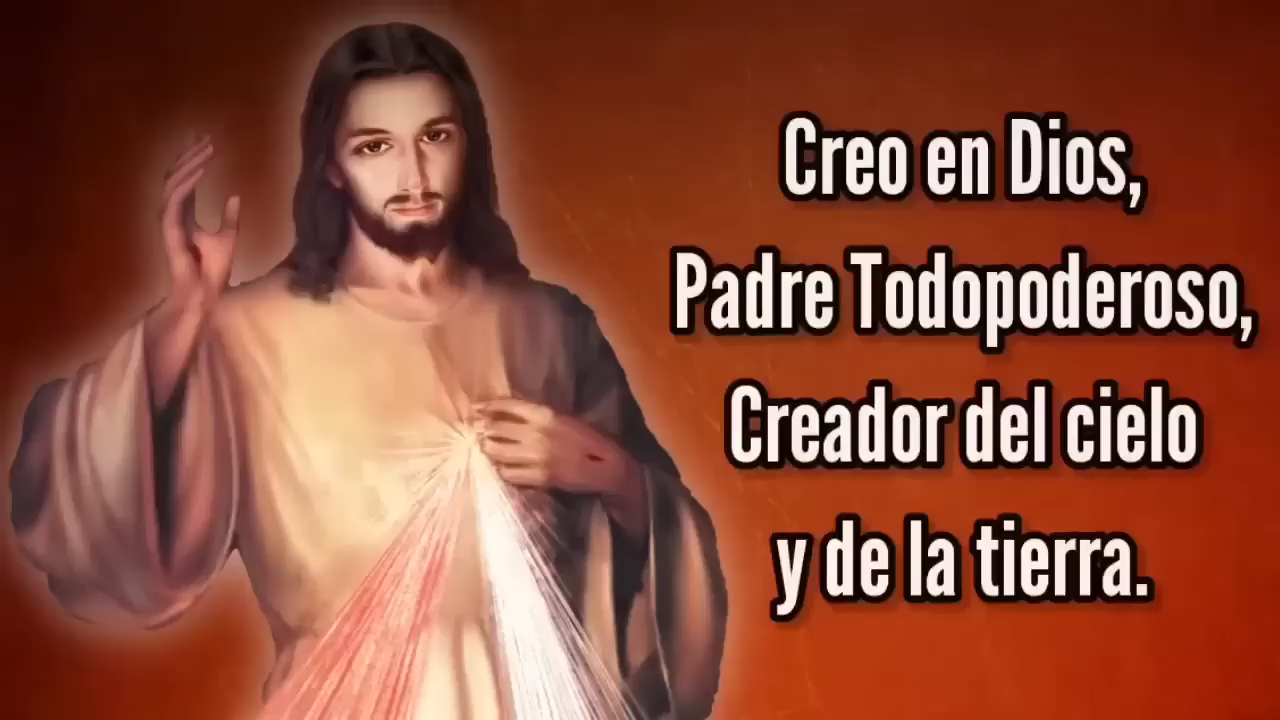 Creo en Dios,
Padre Todopoderoso,
Creador del cielo
y de la tierra.